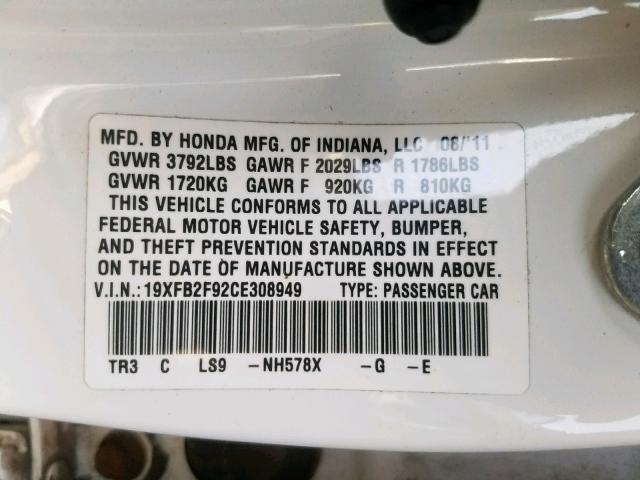 MFD. BY HONDA MFG. OF INDIANA, LLC 08/'11
GVWR 3792LBS GAWR F 2029LBS R 1786LBS
GVWR 1720KG GAWR F 920KG R 810KG
THIS VEHICLE CONFORMS TO ALL APPLICABLE
FEDERAL MOTOR VEHICLE SAFETY, BUMPER,
AND THEFT PREVENTION STANDARDS IN EFFECT
ON THE DATE OF MANUFACTURE SHOWN ABOVE.
V.I.N.:19XFB2F92CE308949 TYPE: PASSENGER CAR
TR3 C LS9 -NH578X -G -E